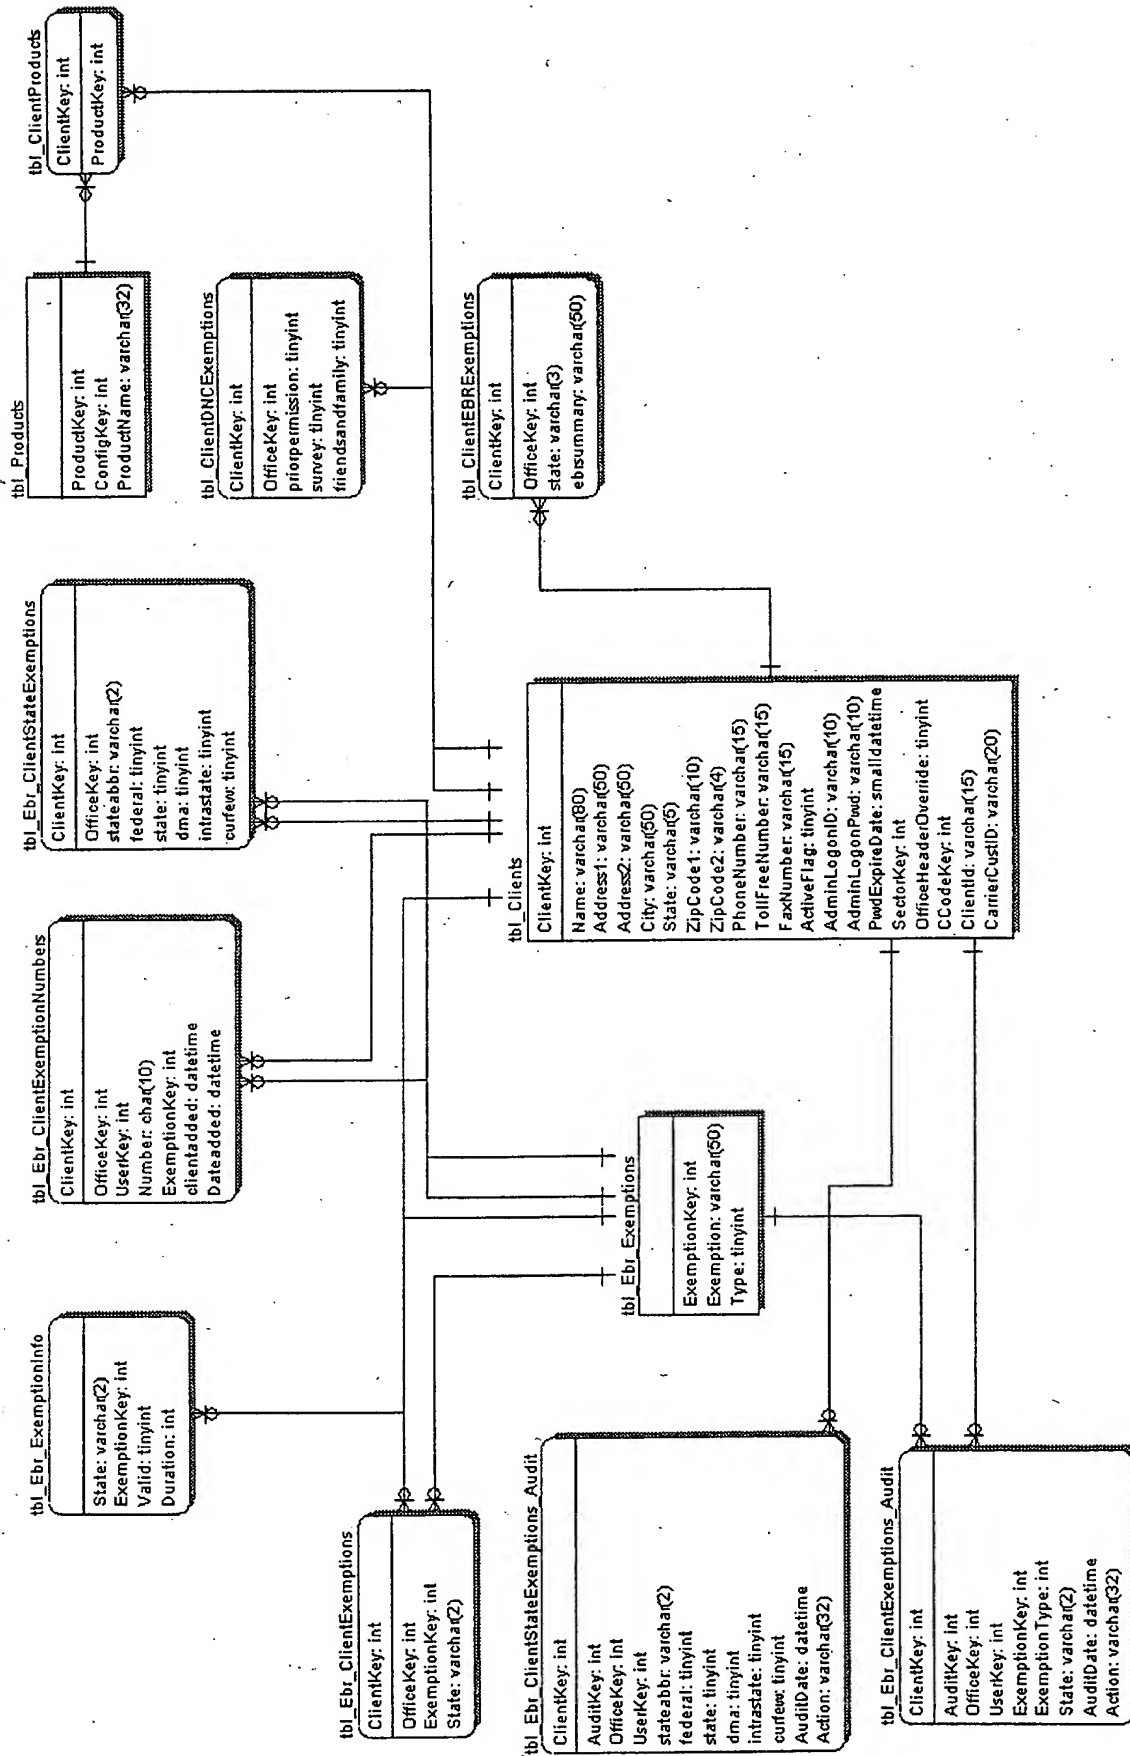 tbl_Ebr_ExemptionInfo
State: varchar(2)
ExemptionKey: int
Valid: tinyint
Duration: int
tbl_Ebr_ClientExemptionNumbers
ClientKey: int
OfficeKey: int
UserKey: int
Number: char(10)
ExemptionKey: int
clientadded: datetime
Dateadded: datetime
tbl_Ebr_ClientStateExemptions
ClientKey: int
OfficeKey: int
stateabbr: varchar(2)
federal: tinyint
state: tinyint
dma: tinyint
intrastate: tinyint
curfew: tinyint
tbl_Products
ProductKey: int
ConfigKey: int
ProductName: varchar(32)
tbl_ClientProducts
ClientKey: int
ProductKey: int
tbl_ClientDNCExemptions
ClientKey: int
OfficeKey: int
priorpermission: tinyint
survey: tinyint
friendsandfamily: tinyint
tbl_Ebr_ClientExemptions
ClientKey: int
OfficeKey: int
ExemptionKey: int
State: varchar(2)
tbl_ClientEBRExemptions
ClientKey: int
OfficeKey: int
state: varchar(3)
ebrsummary: varchar(50)
tbl_Clients
ClientKey: int
Name: varchar(80)
Address1: varchar(50)
Address2: varchar(50)
City: varchar(50)
State: varchar(5)
ZipCode1: varchar(10)
ZipCode2: varchar(4)
PhoneNumber: varchar(15)
TollFreeNumber: varchar(15)
FaxNumber: varchar(15)
ActiveFlag: tinyint
AdminLogonID: varchar(10)
AdminLogonPwd: varchar(10)
PwdExpireDate: smalldatetime
SectorKey: int
OfficeHeaderOverride: tinyint
CCodeKey: int
ClientId: varchar(15)
CarrierCustID: varchar(20)
tbl_Ebr_Exemptions
ExemptionKey: int
Exemption: varchar(50)
Type: tinyint
tbl_Ebr_ClientStateExemptions_Audit
ClientKey: int
AuditKey: int
OfficeKey: int
UserKey: int
stateabbr: varchar(2)
federal: tinyint
state: tinyint
dma: tinyint
intrastate: tinyint
curfew: tinyint
AuditDate: datetime
Action: varchar(32)
tbl_Ebr_ClientExemptions_Audit
ClientKey: int
AuditKey: int
OfficeKey: int
UserKey: int
ExemptionKey: int
ExemptionType: int
State: varchar(2)
AuditDate: datetime
Action: varchar(32)